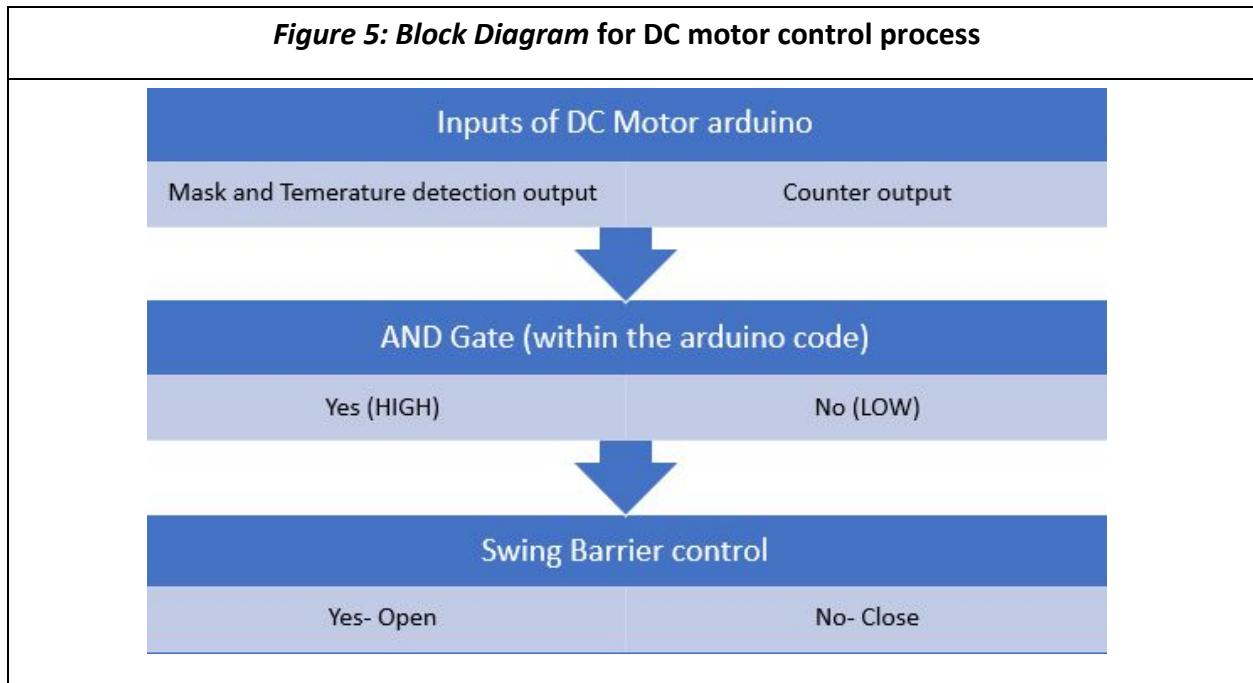 Figure 5: Block Diagram for DC motor control process
Inputs of DC Motor arduino
Mask and Temerature detection output
Counter output
AND Gate (within the arduino code)
Yes (HIGH)
No (LOW)
Swing Barrier control
Yes- Open
No- Close